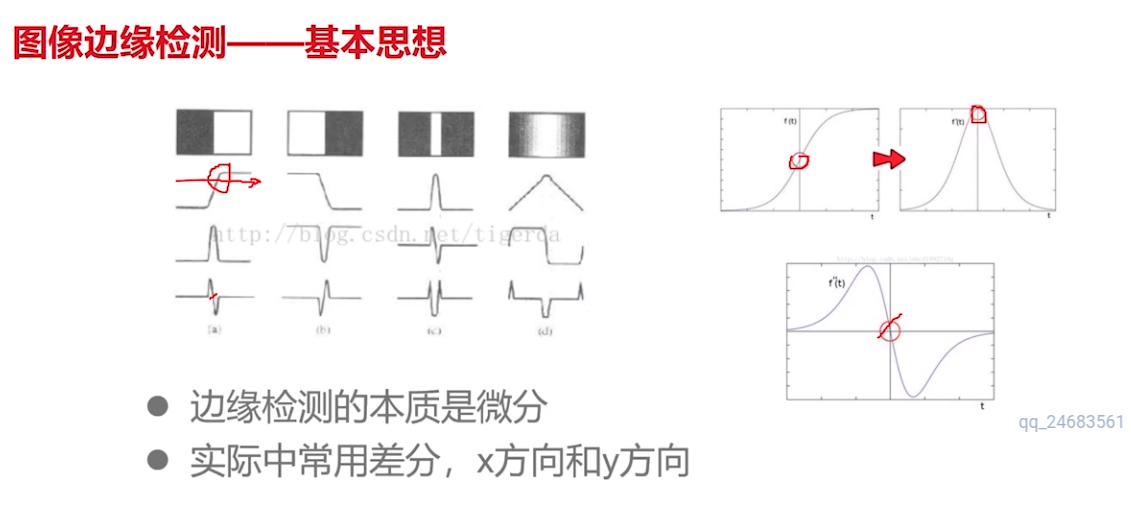 图像边缘检测——基本思想
f(t)
t
f'(t)
t
http://blog.csdn.net/tigerda
f''(t)
t
(a)
(b)
(c)
(d)
● 边缘检测的本质是微分
● 实际中常用差分，x方向和y方向
qq_24683561